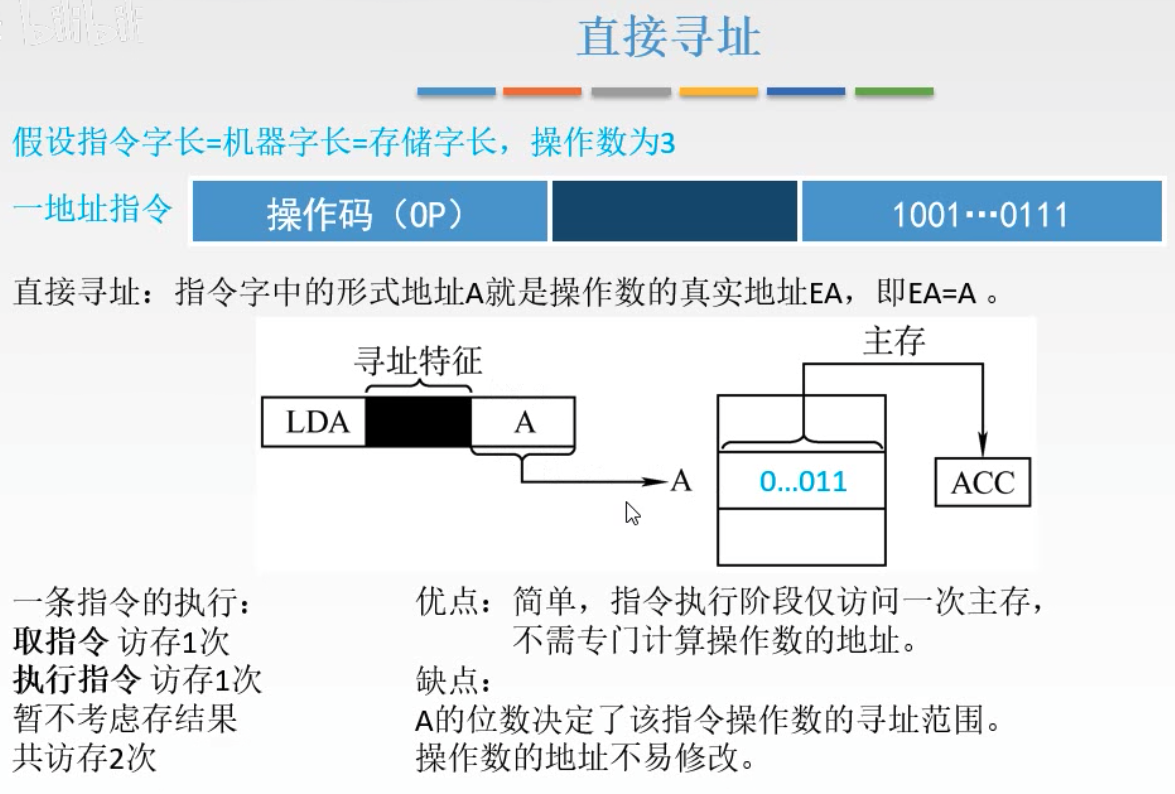 bilibili
直接寻址
假设指令字长=机器字长=存储字长，操作数为3
一地址指令 操作码（OP） 1001…0111
直接寻址：指令字中的形式地址A就是操作数的真实地址EA，即EA=A 。
主存
寻址特征
LDA A
A 0...011 ACC
一条指令的执行：
取指令 访存1次
执行指令 访存1次
暂不考虑存结果
共访存2次
优点：简单，指令执行阶段仅访问一次主存，
不需专门计算操作数的地址。
缺点：
A的位数决定了该指令操作数的寻址范围。
操作数的地址不易修改。